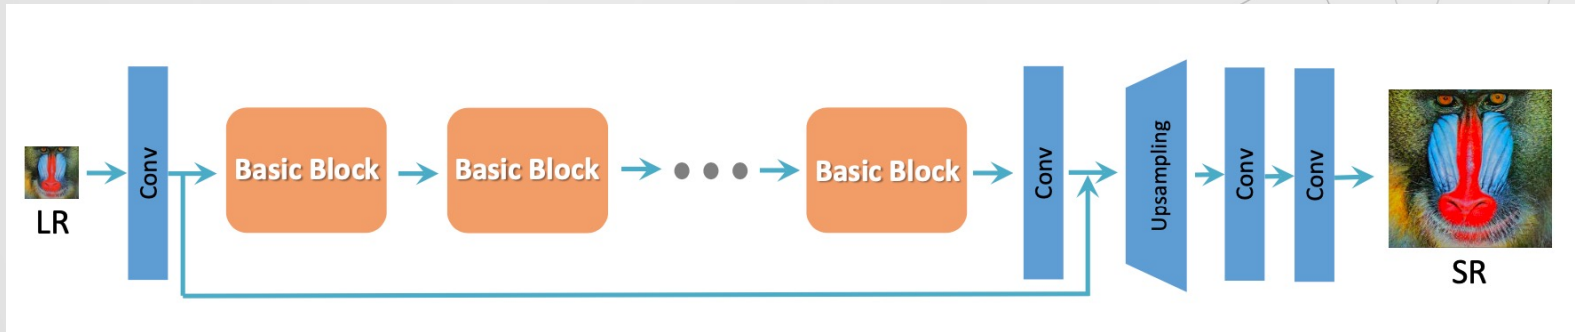 LR
Conv
Basic Block
Basic Block
Basic Block
Conv
Upsampling
Conv
Conv
SR